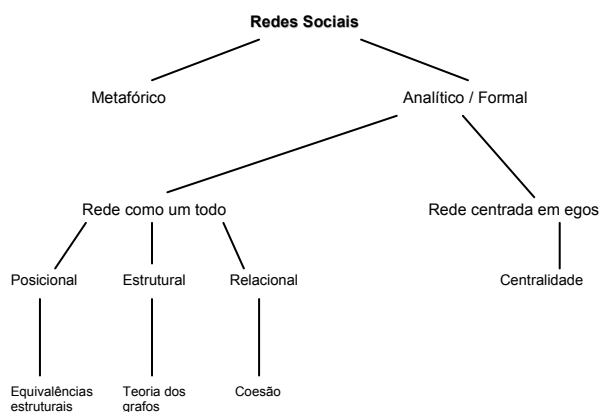 Redes Sociais
Metafórico
Analítico / Formal
Rede como um todo
Rede centrada em egos
Posicional
Estrutural
Relacional
Centralidade
Equivalências
estruturais
Teoria dos
grafos
Coesão